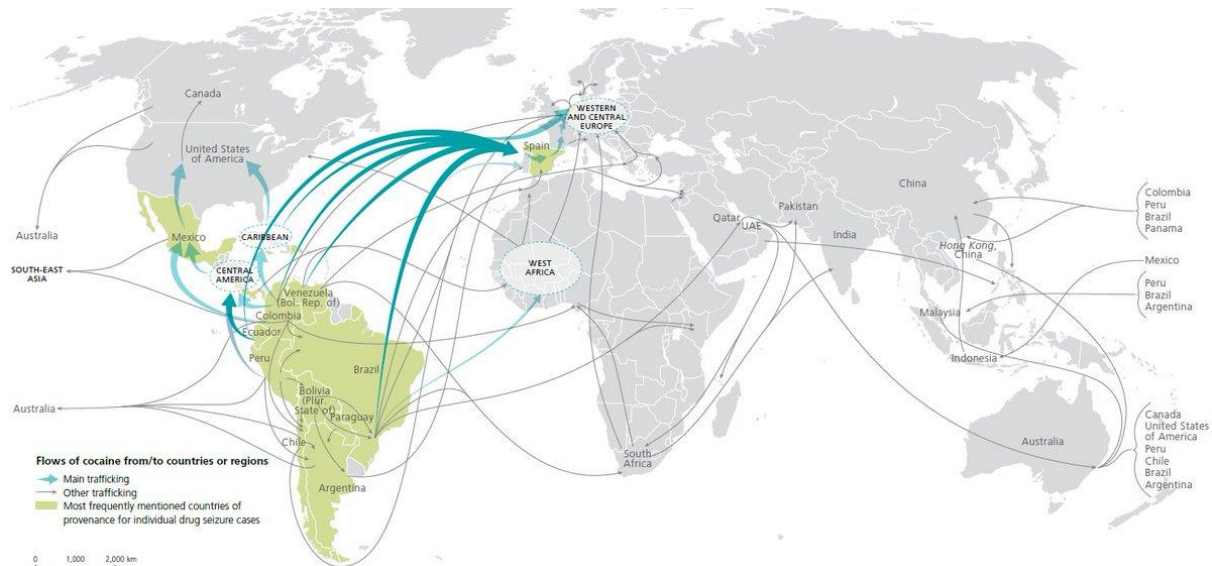 Canada
United States
of America
Australia
SOUTH-EAST
ASIA
Mexico
CARIBBEAN
CENTRAL
AMERICA
Venezuela
(Bol. Rep. of)
Colombia
Ecuador
Peru
Brazil
Bolivia
(Plur.
State of)
Paraguay
Chile
Argentina
Australia
WESTERN
AND CENTRAL
EUROPE
Spain
WEST
AFRICA
South
Africa
Qatar
UAE
Pakistan
India
China
Hong Kong,
China
Malaysia
Indonesia
Australia
Colombia
Peru
Brazil
Panama
Mexico
Peru
Brazil
Argentina
Canada
United States
of America
Peru
Chile
Brazil
Argentina
Flows of cocaine from/to countries or regions
Main trafficking
Other trafficking
Most frequently mentioned countries of
provenance for individual drug seizure cases
0 1,000 2,000 km